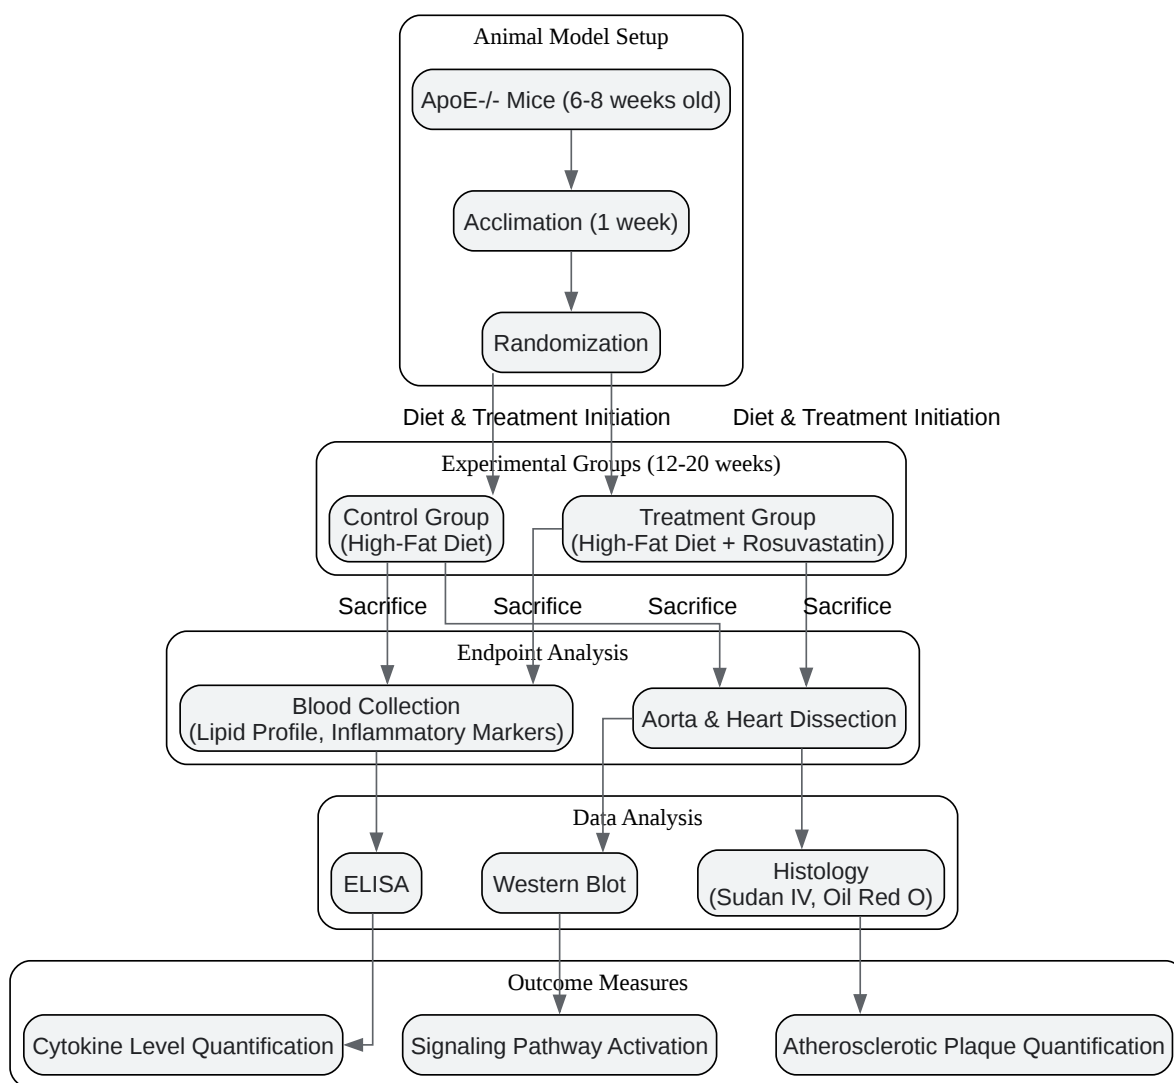 Animal Model Setup
ApoE-/- Mice (6-8 weeks old)
Acclimation (1 week)
Randomization
Diet & Treatment Initiation
Diet & Treatment Initiation
Experimental Groups (12-20 weeks)
Control Group
(High-Fat Diet)
Treatment Group
(High-Fat Diet + Rosuvastatin)
Sacrifice
Sacrifice
Sacrifice
Sacrifice
Endpoint Analysis
Blood Collection
(Lipid Profile, Inflammatory Markers)
Aorta & Heart Dissection
Data Analysis
ELISA
Western Blot
Histology
(Sudan IV, Oil Red O)
Outcome Measures
Cytokine Level Quantification
Signaling Pathway Activation
Atherosclerotic Plaque Quantification